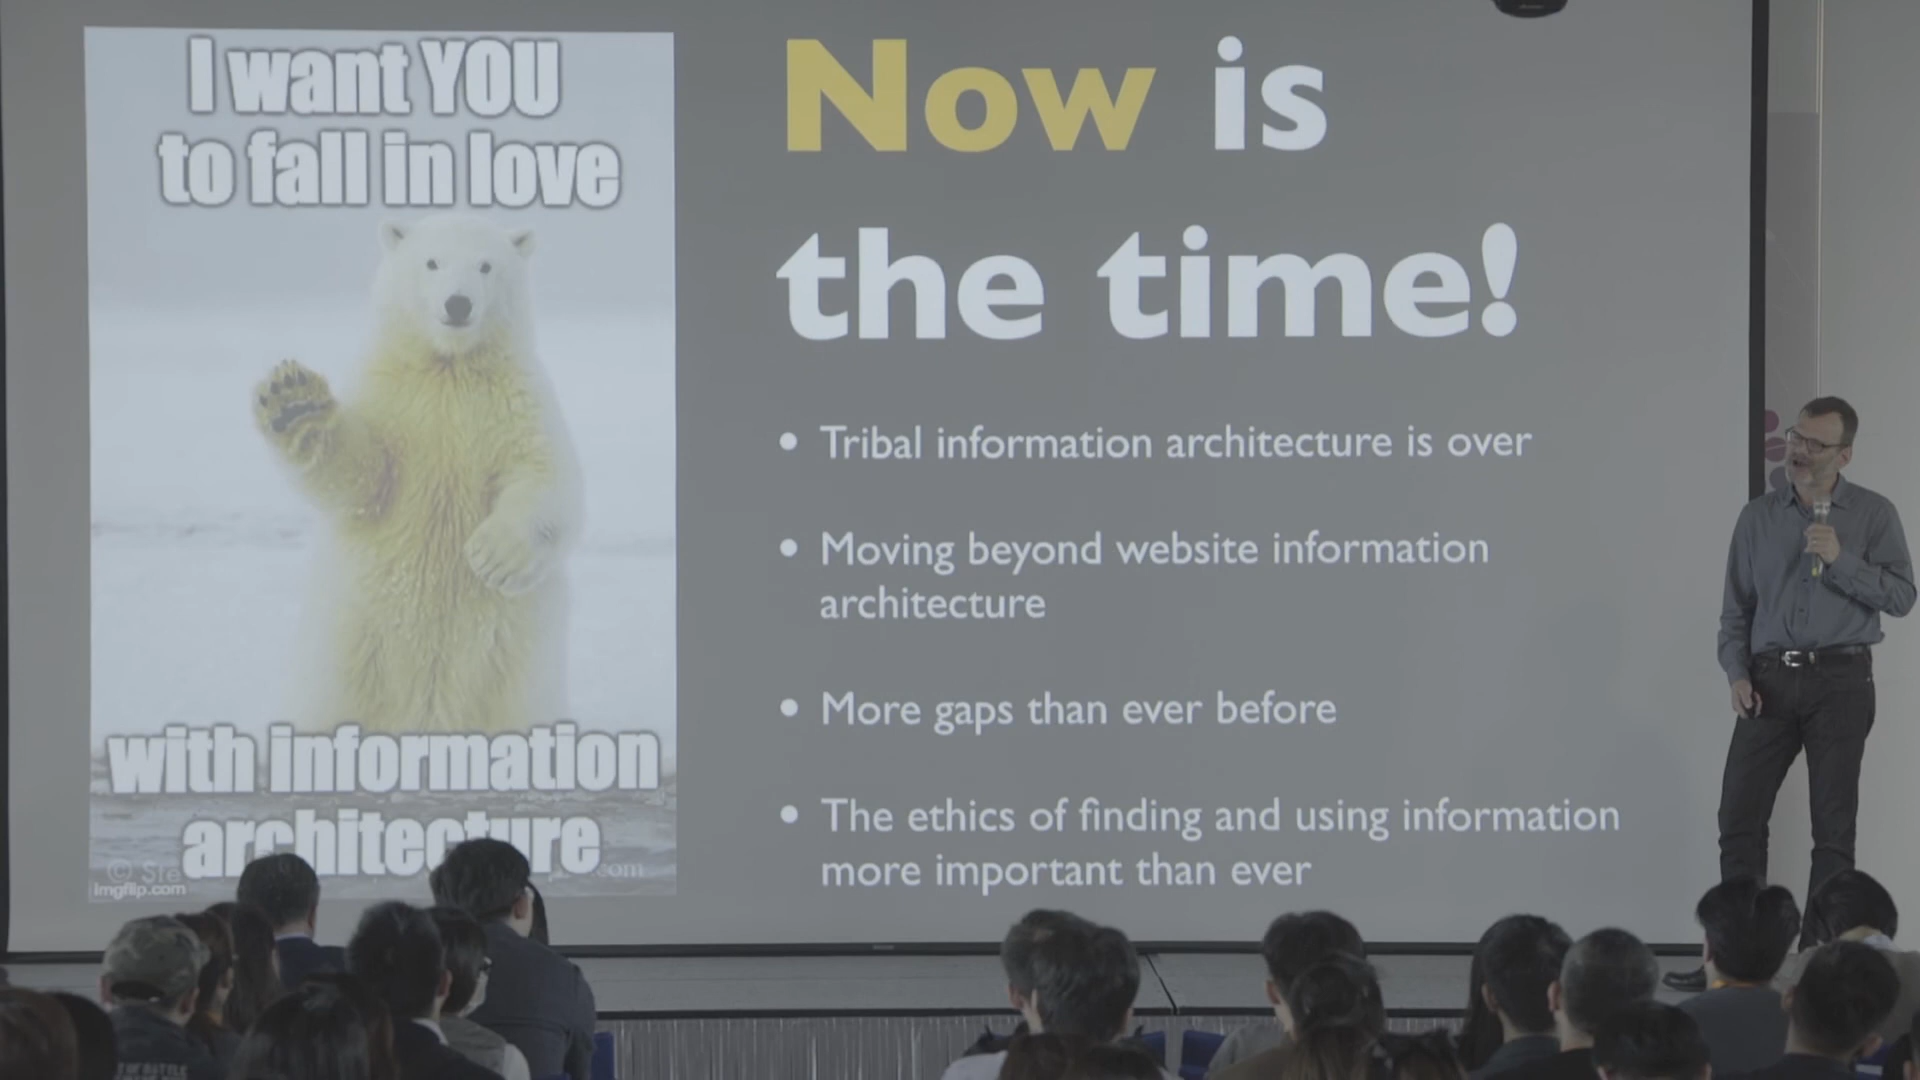 I want YOU
to fall in love
with information
architecture
© Ste
.com
imgflip.com
Now is
the time!
• Tribal information architecture is over
• Moving beyond website information
architecture
• More gaps than ever before
• The ethics of finding and using information
more important than ever